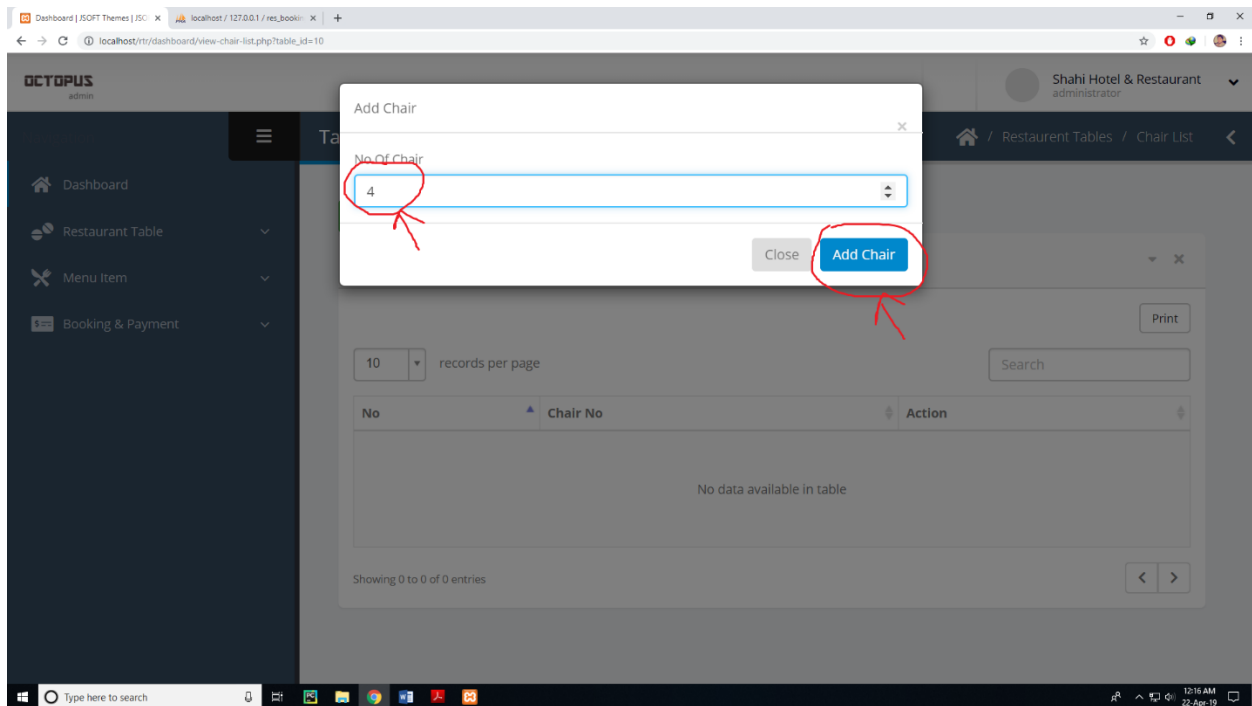 Dashboard | JSOFT Themes | JSO
localhost / 127.0.0.1 / res_bookin
localhost/rtr/dashboard/view-chair-list.php?table_id=10
OCTOPUS
admin
Shahi Hotel & Restaurant
administrator
Add Chair
Ta
/ Restaurent Tables / Chair List
No Of Chair
4
Close
Add Chair
Dashboard
Restaurant Table
Menu Item
Booking & Payment
Print
10 records per page
Search
No Chair No Action
No data available in table
Showing 0 to 0 of 0 entries
Type here to search
12:16 AM
22-Apr-19